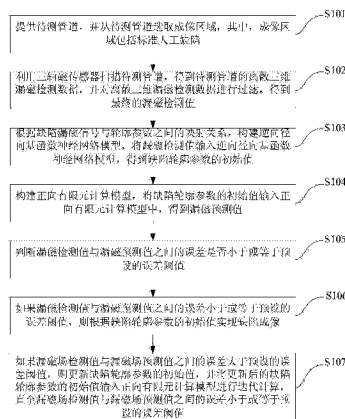 S101
提供待测管道，并从待测管道选取成像区域，其中，成像
区域包括标准人工缺陷
S102
利用三轴磁传感器扫描待测管道，得到待测管道的离散三维
漏磁检测数据，并对离散三维漏磁检测数据进行过滤，得到
最终的漏磁检测值
S103
根据缺陷漏磁信号与轮廓参数之间的映射关系，构建逆向径
向基函数神经网络模型，将漏磁检测值输入逆向径向基函数
神经网络模型，得到缺陷轮廓参数的初始值
S104
构建正向有限元计算模型，将缺陷轮廓参数的初始值输入正
向有限元计算模型中，得到漏磁预测值
S105
判断漏磁检测值与漏磁预测值之间的误差是否小于或等于预
设的误差阈值
S106
如果漏磁检测值与漏磁预测值之间的误差小于或等于预设的
误差阈值，则根据缺陷轮廓参数的初始值实现缺陷成像
S107
如果漏磁场检测值与漏磁场预测值之间的误差大于预设的误
差阈值，则更新缺陷轮廓参数的初始值，并将更新后的缺陷
轮廓参数的初始值输入正向有限元计算模型进行迭代计算，
直至漏磁场检测值与漏磁场预测值之间的误差小于或等于预
设的误差阈值